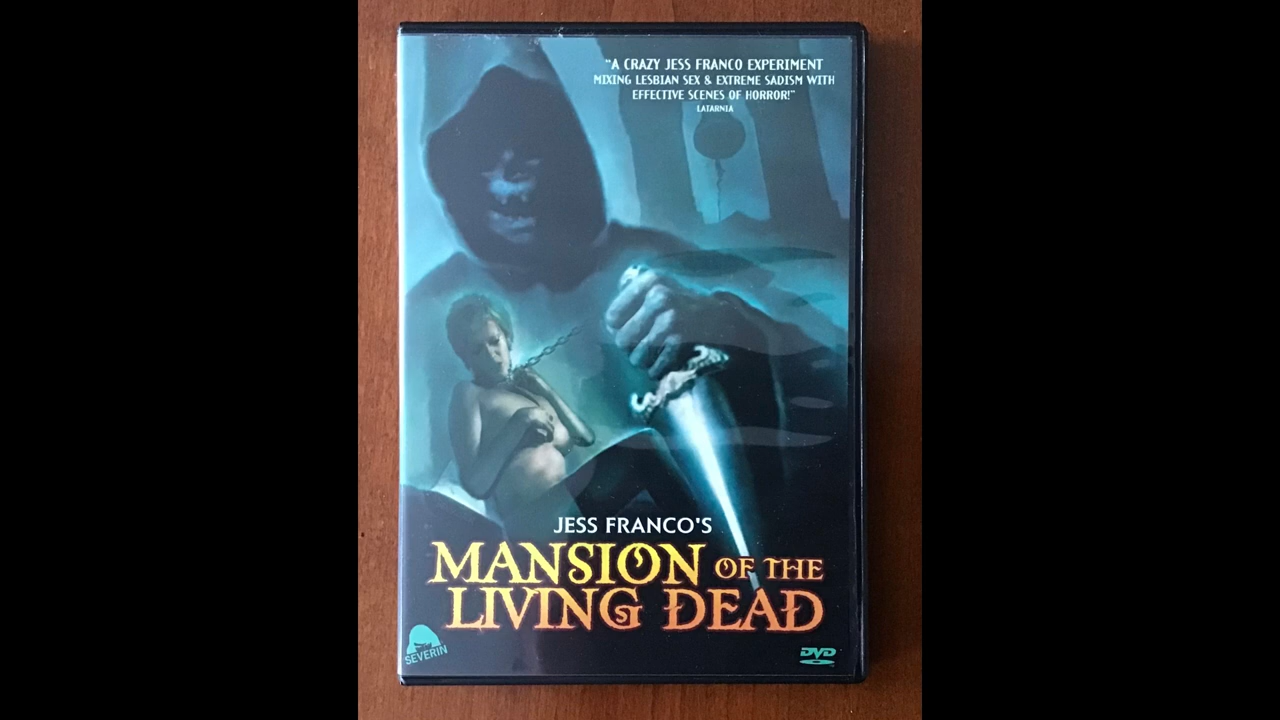 "A CRAZY JESS FRANCO EXPERIMENT
MIXING LESBIAN SEX & EXTREME SADISM WITH
EFFECTIVE SCENES OF HORROR!"
LATARNIA
JESS FRANCO'S
MANSION OF THE
LIVING DEAD
SEVERIN
DVD